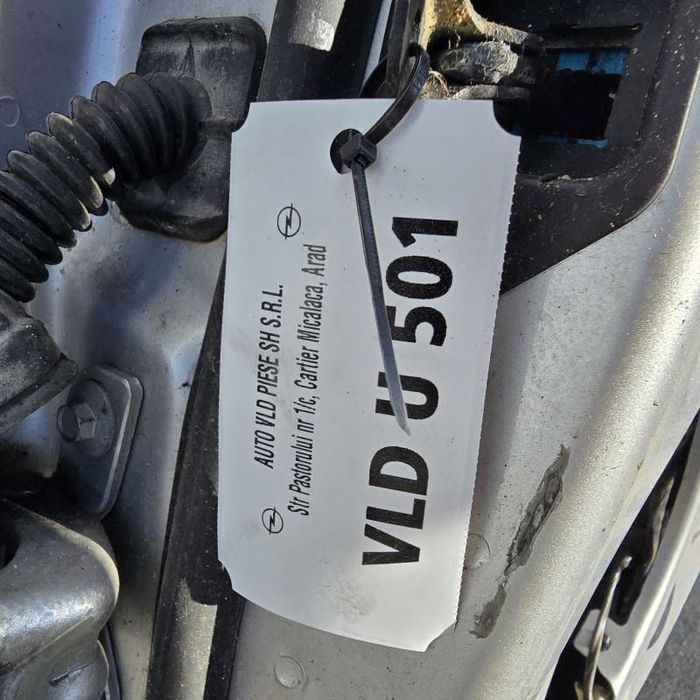 AUTO VLD PIESE SH S.R.L.
Str Pastorului nr 1/c, Cartier Micalaca, Arad
VLD U 501